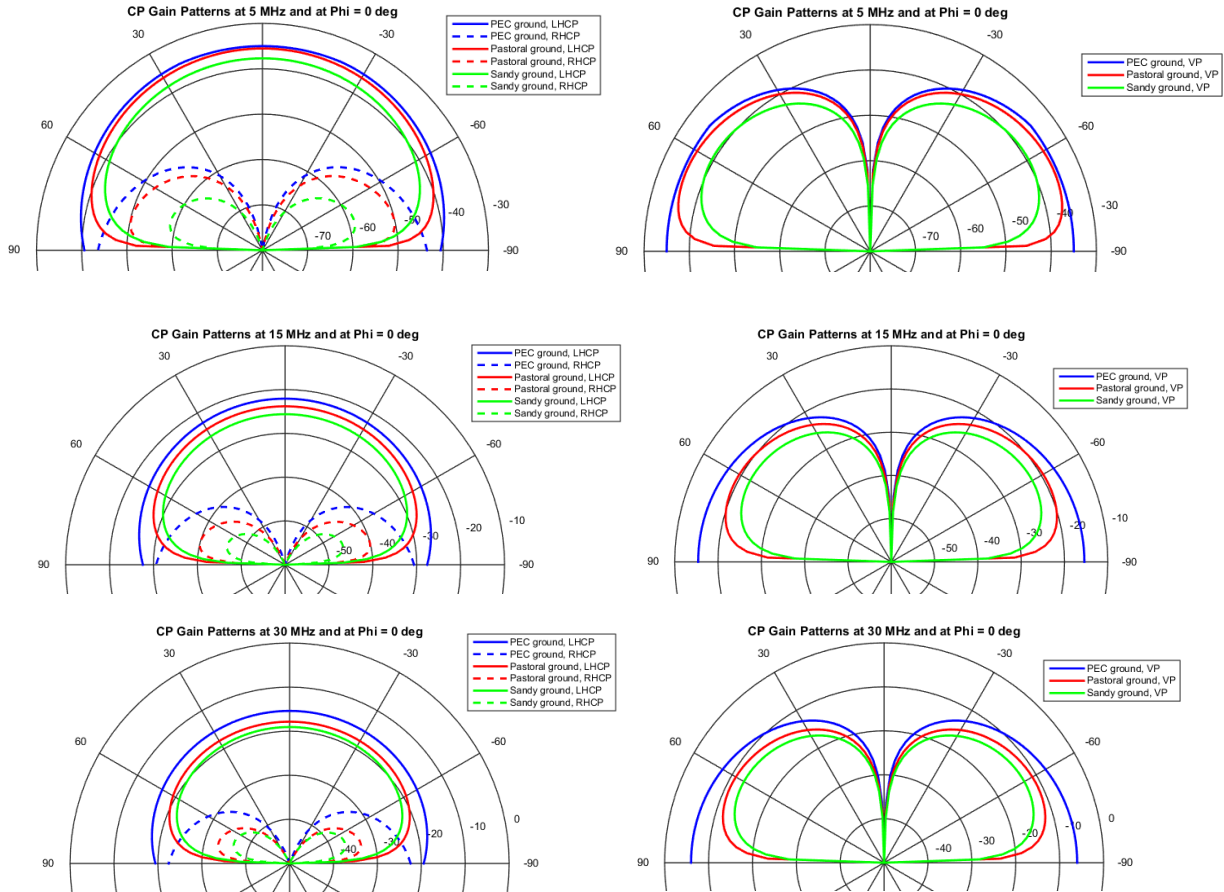 CP Gain Patterns at 5 MHz and at Phi = 0 deg
PEC ground, LHCP
PEC ground, RHCP
Pastoral ground, LHCP
Pastoral ground, RHCP
Sandy ground, LHCP
Sandy ground, RHCP
30
-30
60
-60
-30
-40
-50
-60
-70
90
-90
CP Gain Patterns at 5 MHz and at Phi = 0 deg
PEC ground, VP
Pastoral ground, VP
Sandy ground, VP
30
-30
60
-60
-30
-40
-50
-60
-70
90
-90
CP Gain Patterns at 15 MHz and at Phi = 0 deg
PEC ground, LHCP
PEC ground, RHCP
Pastoral ground, LHCP
Pastoral ground, RHCP
Sandy ground, LHCP
Sandy ground, RHCP
30
-30
60
-60
-10
-20
-30
-40
-50
90
-90
CP Gain Patterns at 15 MHz and at Phi = 0 deg
PEC ground, VP
Pastoral ground, VP
Sandy ground, VP
30
-30
60
-60
-10
-20
-30
-40
-50
90
-90
CP Gain Patterns at 30 MHz and at Phi = 0 deg
PEC ground, LHCP
PEC ground, RHCP
Pastoral ground, LHCP
Pastoral ground, RHCP
Sandy ground, LHCP
Sandy ground, RHCP
30
-30
60
-60
0
-10
-20
-30
-40
90
-90
CP Gain Patterns at 30 MHz and at Phi = 0 deg
PEC ground, VP
Pastoral ground, VP
Sandy ground, VP
30
-30
60
-60
0
-10
-20
-30
-40
90
-90